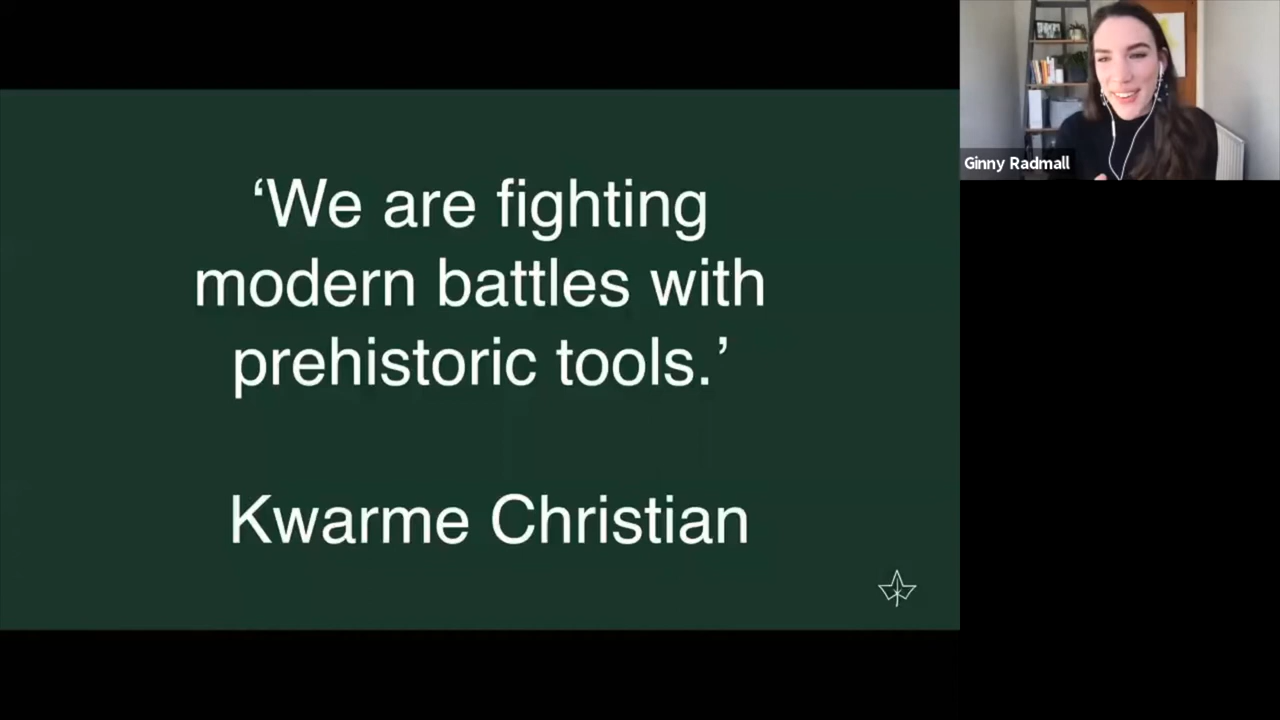 ‘We are fighting
modern battles with
prehistoric tools.’
Kwarme Christian
Ginny Radmall